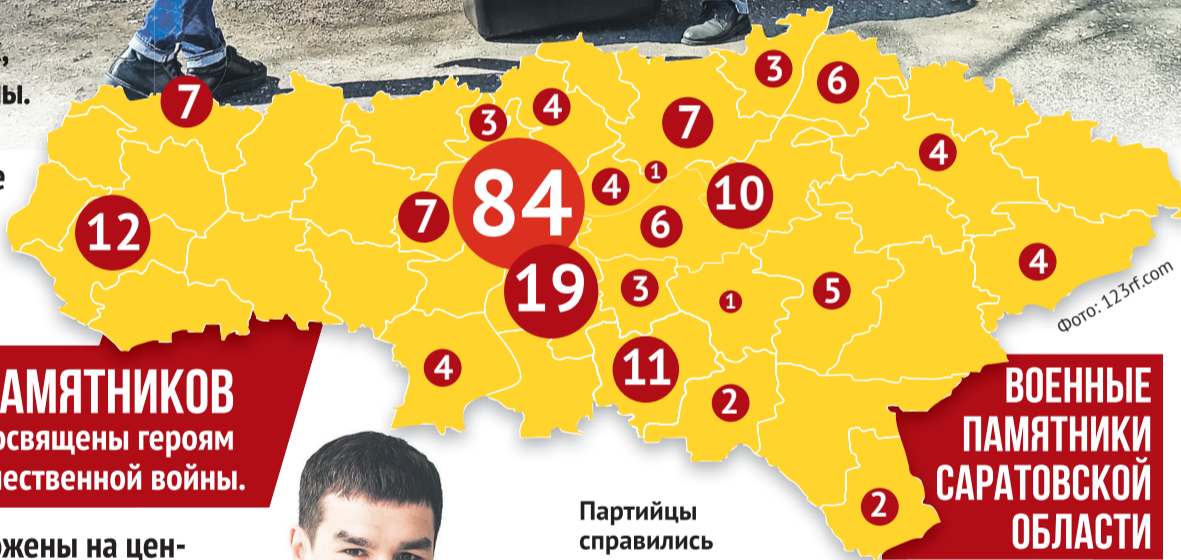 ы.
е
3
6
7
4
3
7
4
1
4
84
10
7
6
12
4
19
3
1
5
Фото: 123rf.com
4
11
2
2
АМЯТНИКОВ
освящены героям
чественной войны.
ВОЕННЫЕ
ПАМЯТНИКИ
САРАТОВСКОЙ
ОБЛАСТИ
Партийцы
справились
жены на цен-